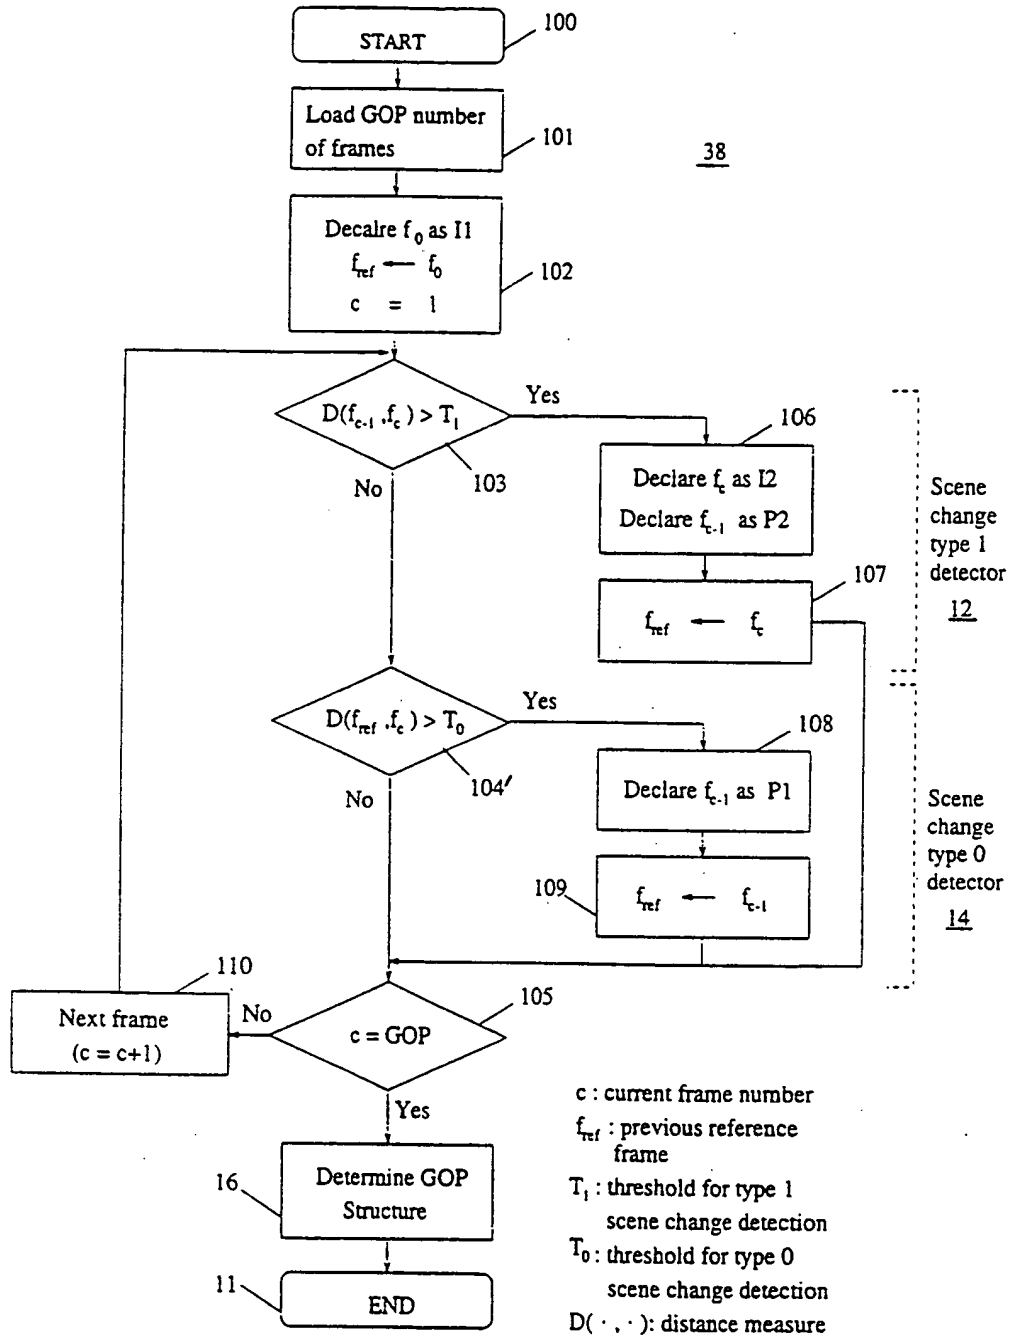 START
100
Load GOP number
of frames
101
38
Decalre f0 as I1
fref ← f0
c = 1
102
D(fc-1 ,fc ) > T1
Yes
No
103
106
Declare fc as I2
Declare fc-1 as P2
107
fref ← fc
Scene
change
type 1
detector
12
D(fref ,fc ) > T0
Yes
No
104'
108
Declare fc-1 as P1
109
fref ← fc-1
Scene
change
type 0
detector
14
110
Next frame
(c = c+1)
No
c = GOP
105
Yes
16
Determine GOP
Structure
11
END
c : current frame number
fref : previous reference
frame
T1 : threshold for type 1
scene change detection
T0 : threshold for type 0
scene change detection
D( · , · ): distance measure